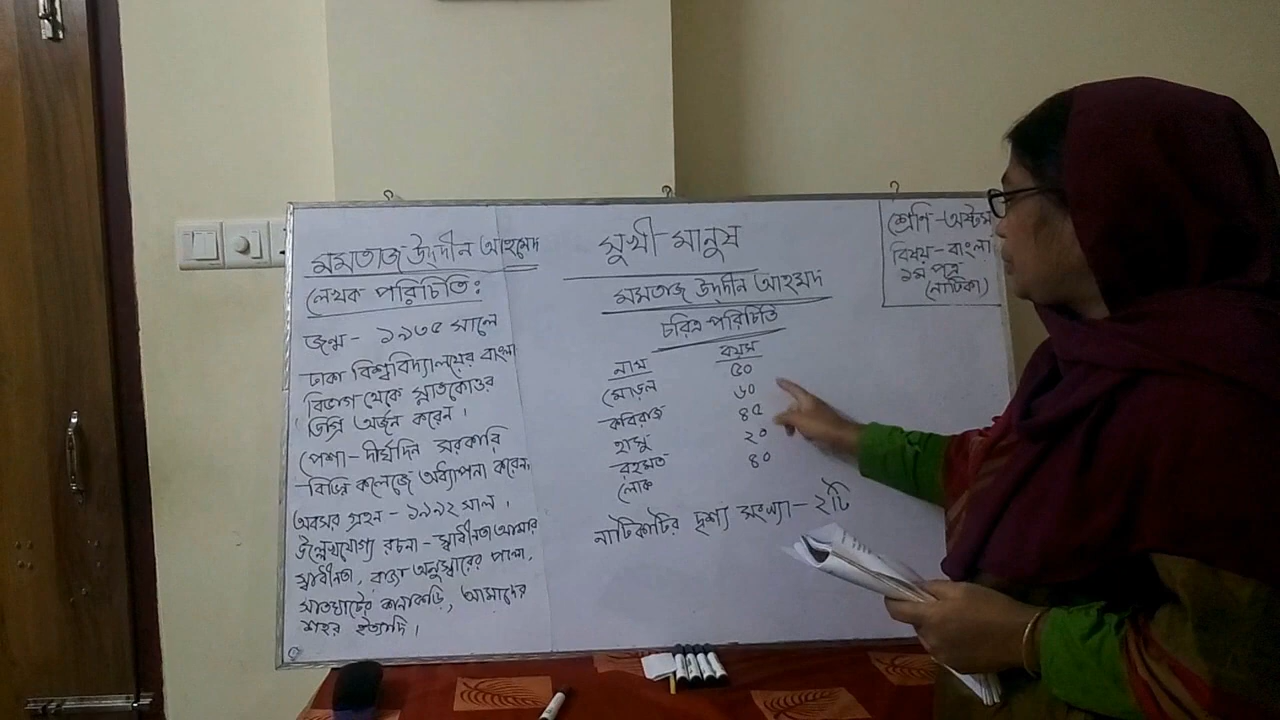 মমতাজ উদ্দীন আহমেদ
লেখক পরিচিতি:
জন্ম - ১৯৩৫ সালে
ঢাকা বিশ্ববিদ্যালয়ের বাংলা
বিভাগ থেকে স্নাতকোত্তর
ডিগ্রি অর্জন করেন।
পেশা - দীর্ঘদিন সরকারি
বিভিন্ন কলেজে অধ্যাপনা করেন,
অবসর গ্রহন - ১৯৯২ সাল।
উল্লেখযোগ্য রচনা - স্বাধীনতা আমার
স্বাধীনতা, রাজা অনুস্বারের পালা,
সাতঘাটের কানাকড়ি, আমাদের
শহর ইত্যাদি।
সুখী মানুষ
মমতাজ উদ্দীন আহমদ
চরিত্র পরিচিতি
নাম বয়স
মোড়ল ৫০
কবিরাজ ৬০
হাসু ৪৫
রহমত ২০
লোক ৪০
নাটিকাটির দৃশ্য সংখ্যা - ২টি
শ্রেণি - অষ্টম
বিষয় - বাংলা
১ম পত্র
(নাটিকা)